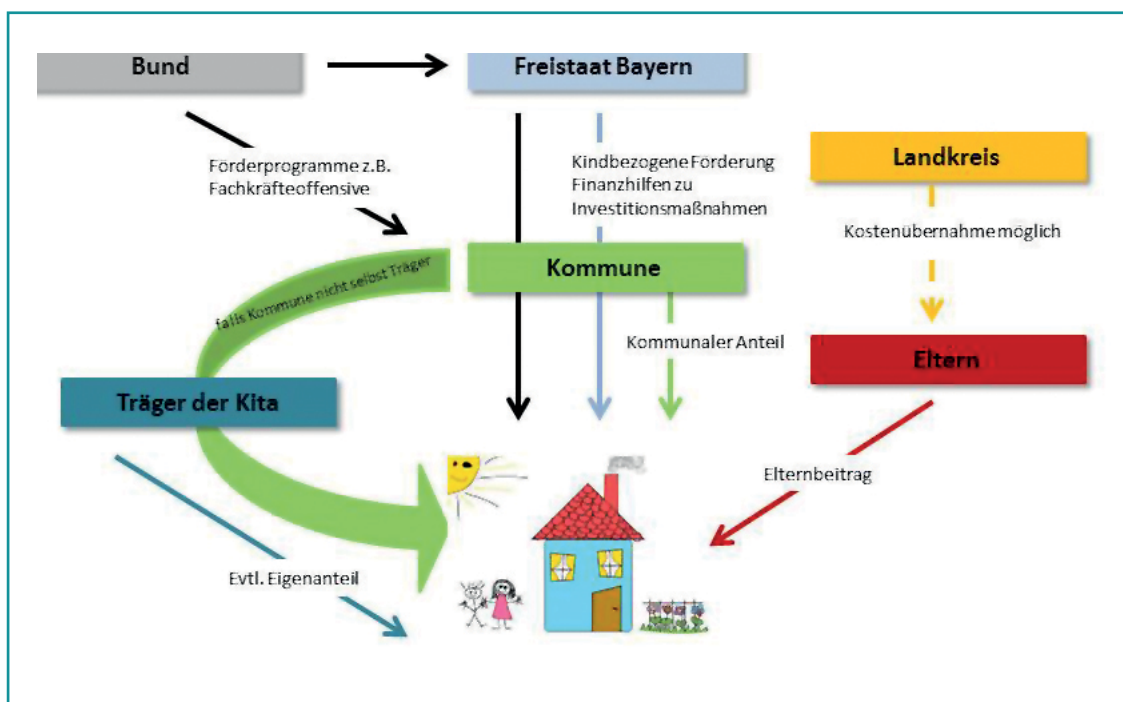 Bund
Freistaat Bayern
Förderprogramme z.B.
Fachkräfteoffensive
Kindbezogene Förderung
Finanzhilfen zu
Investitionsmaßnahmen
Landkreis
Kostenübernahme möglich
Kommune
falls Kommune nicht selbst Träger
Kommunaler Anteil
Eltern
Träger der Kita
Elternbeitrag
Evtl. Eigenanteil